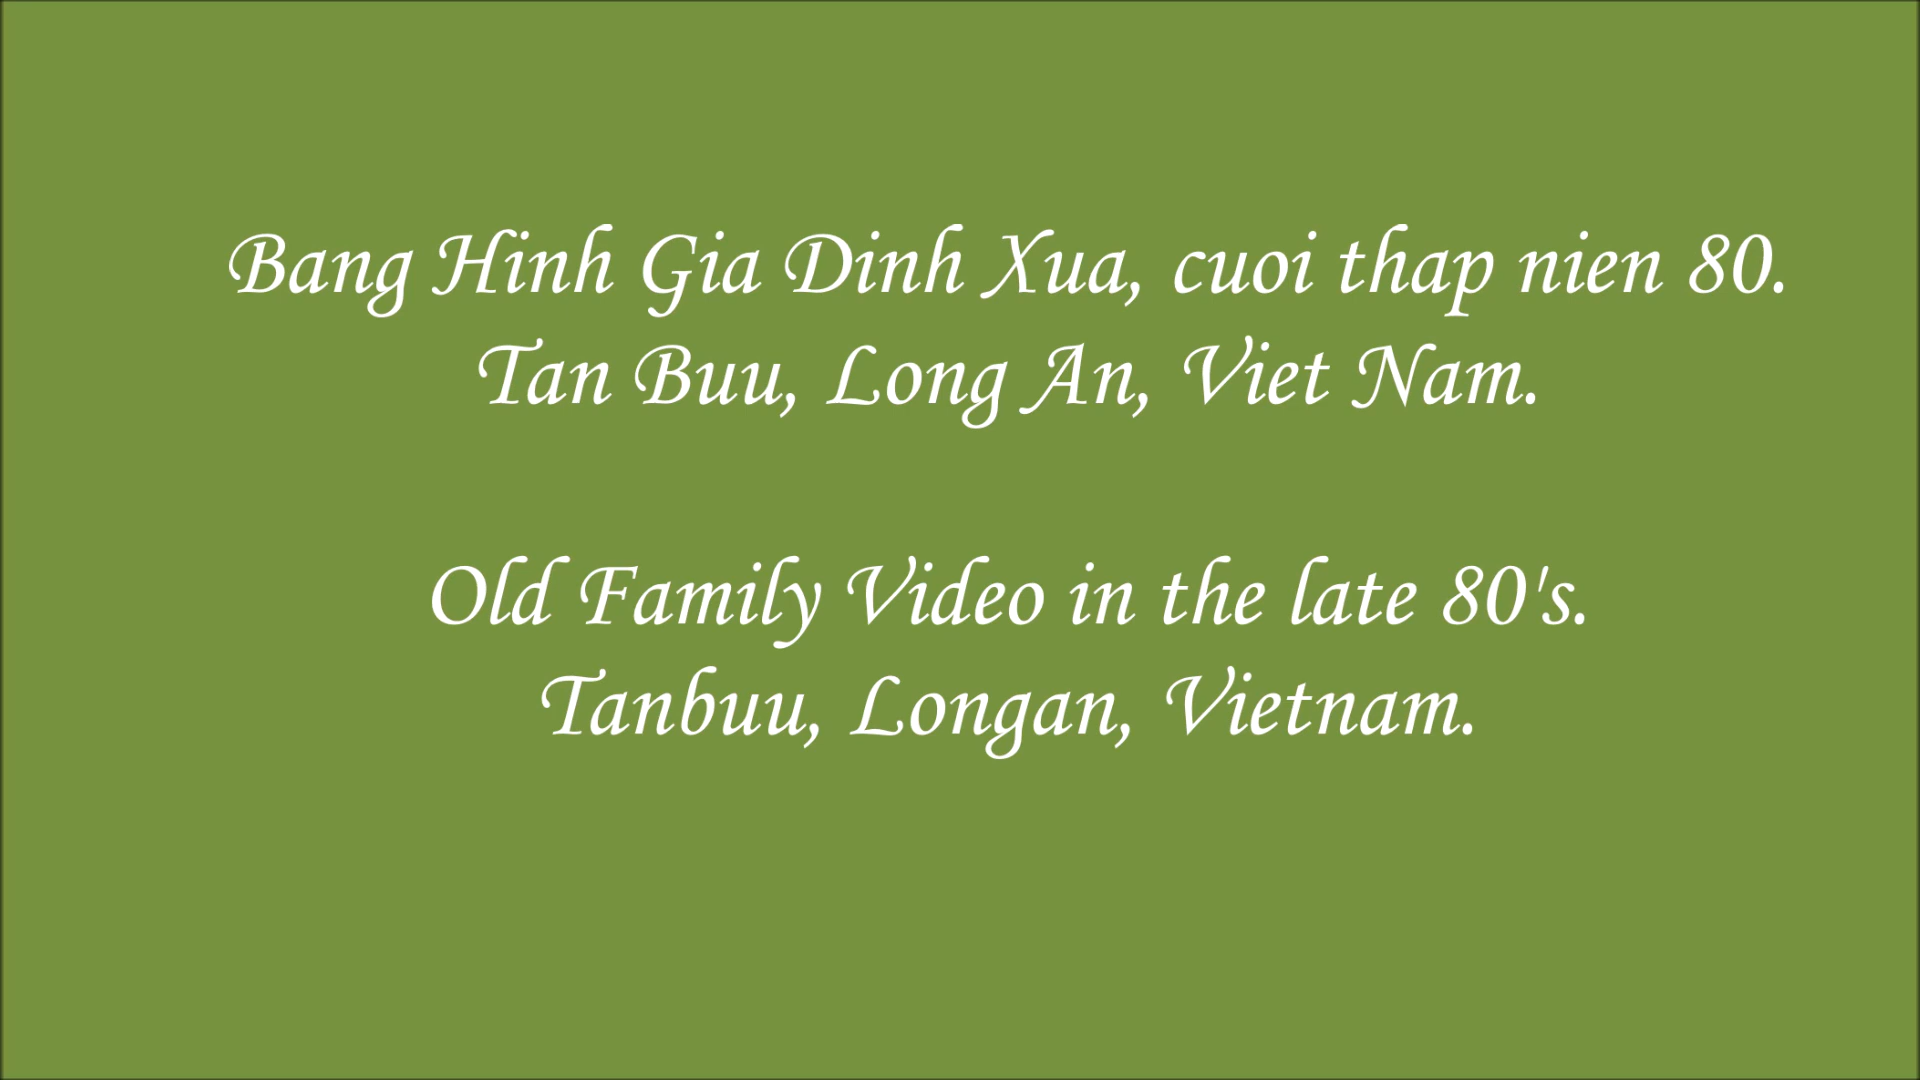 Bang Hinh Gia Dinh Xua, cuoi thap nien 80.
Tan Buu, Long An, Viet Nam.
Old Family Video in the late 80's.
Tanbuu, Longan, Vietnam.